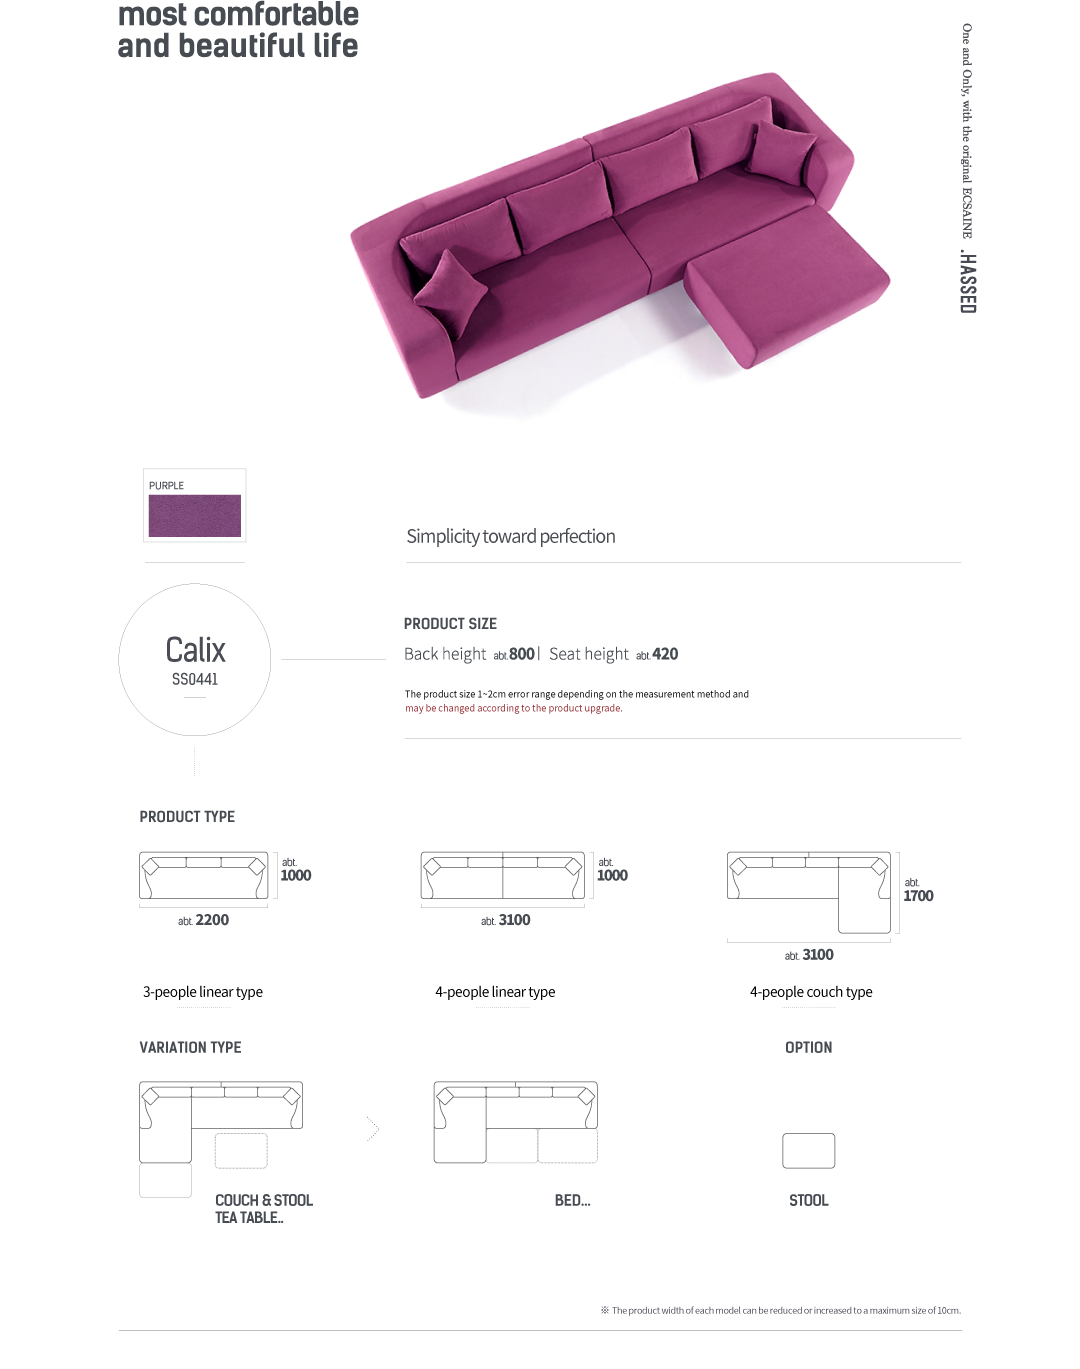 most comfortable
and beautiful life
One and Only, with the original ECSAINE .HASSED
PURPLE
Simplicity toward perfection
Calix
SS0441
PRODUCT SIZE
Back height abt.800 | Seat height abt.420
The product size 1~2cm error range depending on the measurement method and
may be changed according to the product upgrade.
PRODUCT TYPE
abt.
1000
abt. 2200
3-people linear type
abt.
1000
abt. 3100
4-people linear type
abt.
1700
abt. 3100
4-people couch type
VARIATION TYPE
OPTION
COUCH & STOOL
TEA TABLE..
BED...
STOOL
※ The product width of each model can be reduced or increased to a maximum size of 10cm.